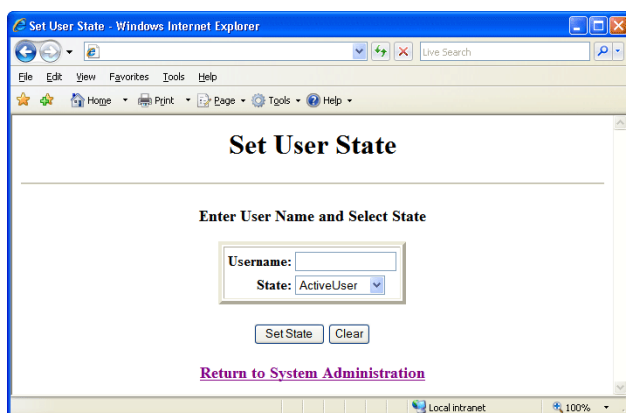 Set User State - Windows Internet Explorer
Live Search
File Edit View Favorites Tools Help
Home Print Page Tools Help
Set User State
Enter User Name and Select State
Username:
State: ActiveUser
Set State Clear
Return to System Administration
Local intranet 100%